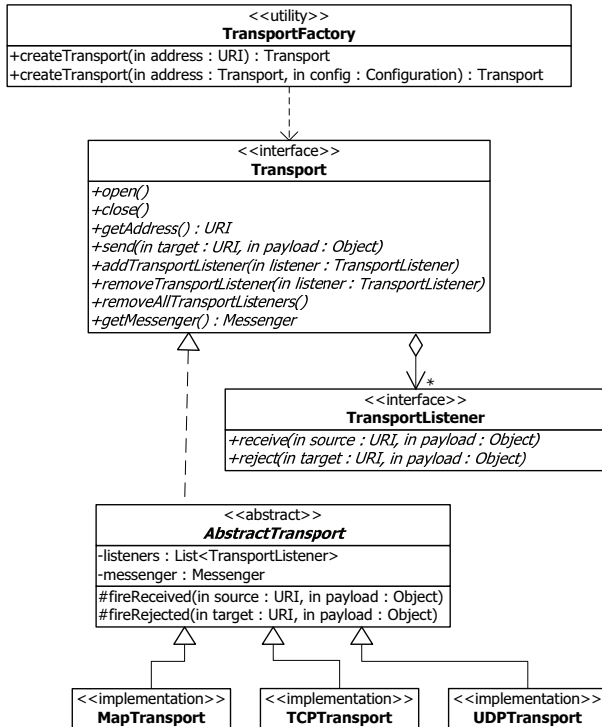 <<utility>>
TransportFactory
+createTransport(in address : URI) : Transport
+createTransport(in address : Transport, in config : Configuration) : Transport
<<interface>>
Transport
+open()
+close()
+getAddress() : URI
+send(in target : URI, in payload : Object)
+addTransportListener(in listener : TransportListener)
+removeTransportListener(in listener : TransportListener)
+removeAllTransportListeners()
+getMessenger() : Messenger
*
<<interface>>
TransportListener
+receive(in source : URI, in payload : Object)
+reject(in target : URI, in payload : Object)
<<abstract>>
AbstractTransport
-listeners : List<TransportListener>
-messenger : Messenger
#fireReceived(in source : URI, in payload : Object)
#fireRejected(in target : URI, in payload : Object)
<<implementation>>
MapTransport
<<implementation>>
TCPTransport
<<implementation>>
UDPTransport